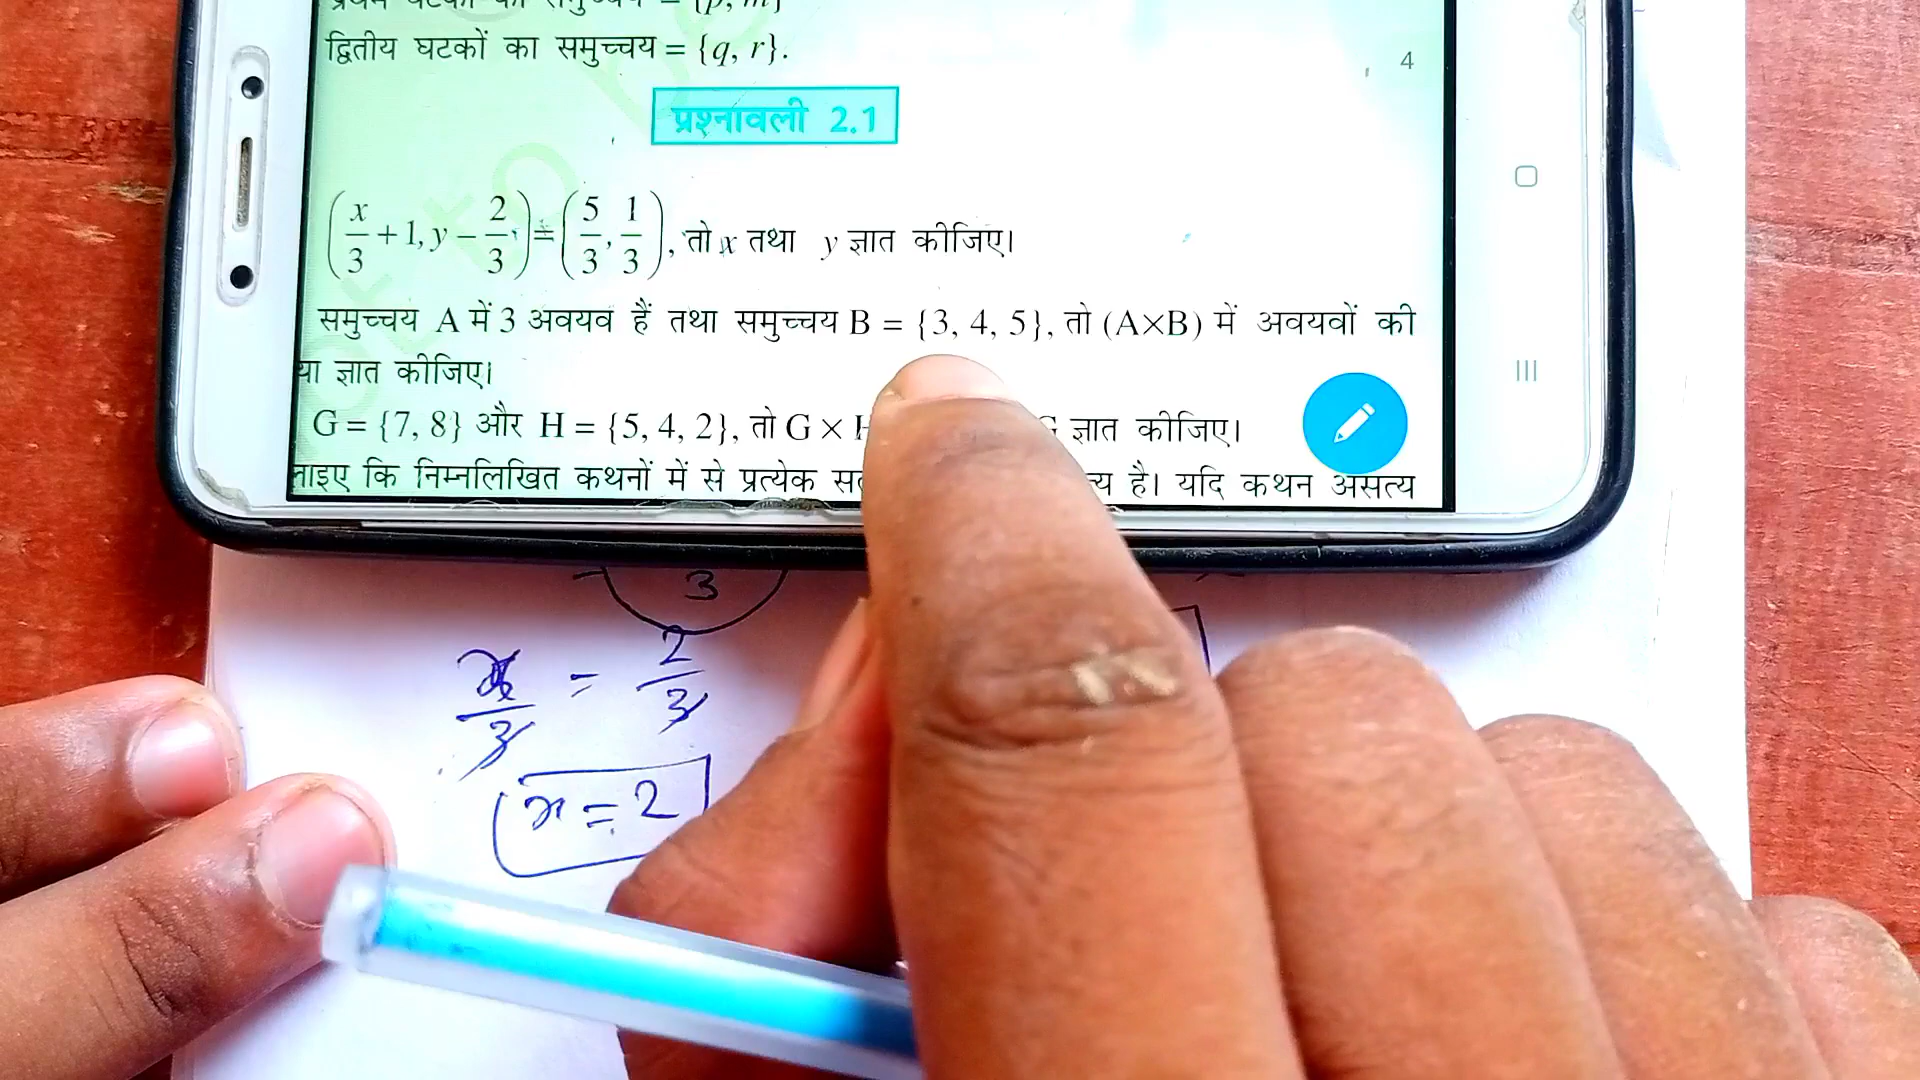 द्वितीय घटकों का समुच्चय = {q, r}.
4
प्रश्नावली 2.1
(x/3 + 1, y − 2/3) = (5/3, 1/3), तो x तथा y ज्ञात कीजिए।
समुच्चय A में 3 अवयव हैं तथा समुच्चय B = {3, 4, 5}, तो (A×B) में अवयवों की
ज्ञात कीजिए।
G = {7, 8} और H = {5, 4, 2}, तो G × H ज्ञात कीजिए।
कि निम्नलिखित कथनों में से प्रत्येक है। यदि कथन असत्य
3
x/3 = 2/3
x = 2